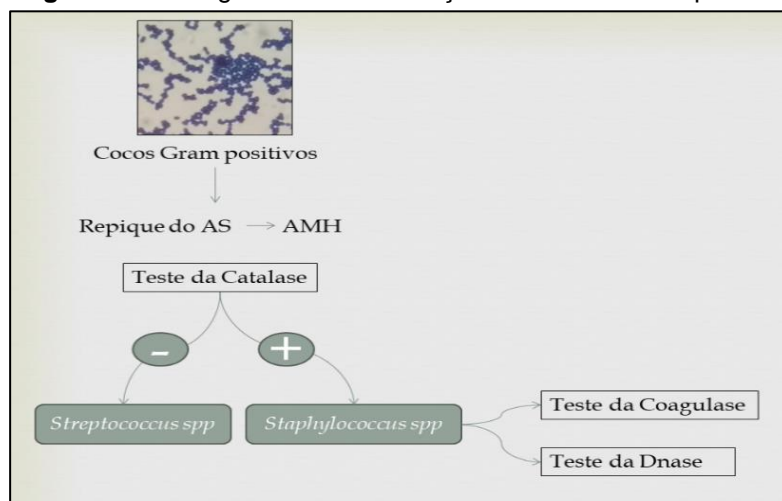 Cocos Gram positivos
Repique do AS → AMH
Teste da Catalase
- +
Streptococcus spp Staphylococcus spp
Teste da Coagulase
Teste da Dnase